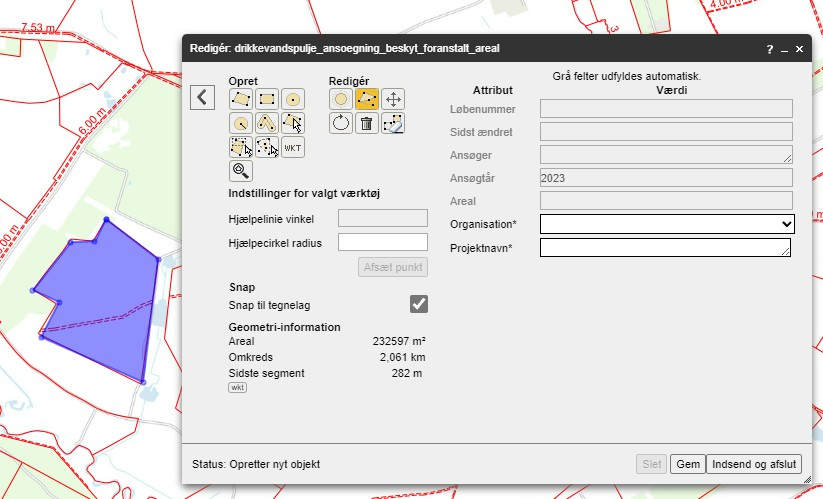 7.53 m
4.00 m
6.00 m
Redigér: drikkevandspulje_ansoegning_beskyt_foranstalt_areal
? _ ×
Opret
Redigér
WKT
Indstillinger for valgt værktøj
Hjælpelinie vinkel
Hjælpecirkel radius
Afsæt punkt
Snap
Snap til tegnelag
Geometri-information
Areal 232597 m²
Omkreds 2,061 km
Sidste segment 282 m
wkt
Grå felter udfyldes automatisk.
Attribut Værdi
Løbenummer
Sidst ændret
Ansøger
Ansøgtår 2023
Areal
Organisation*
Projektnavn*
Status: Opretter nyt objekt
Slet Gem Indsend og afslut